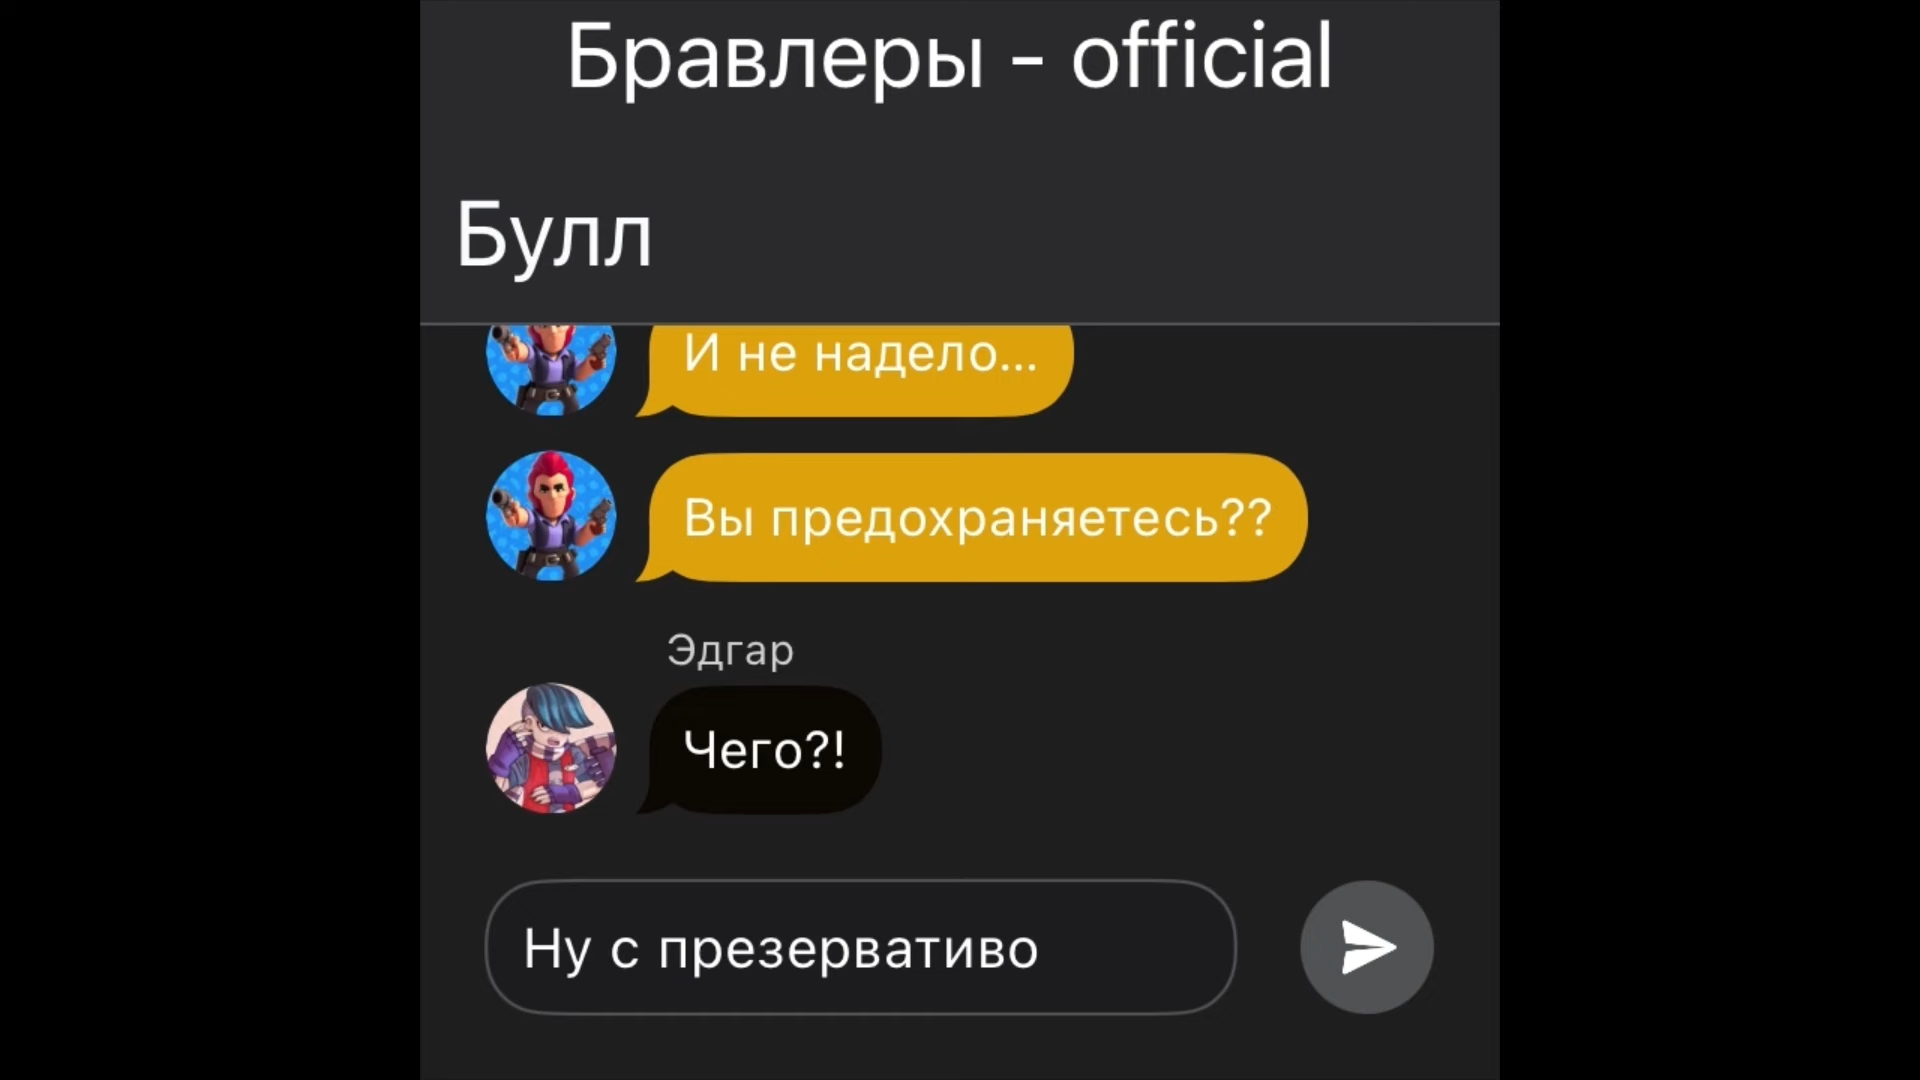 Бравлеры - official
Булл
И не надело...
Вы предохраняетесь??
Эдгар
Чего?!
Ну с презервативо